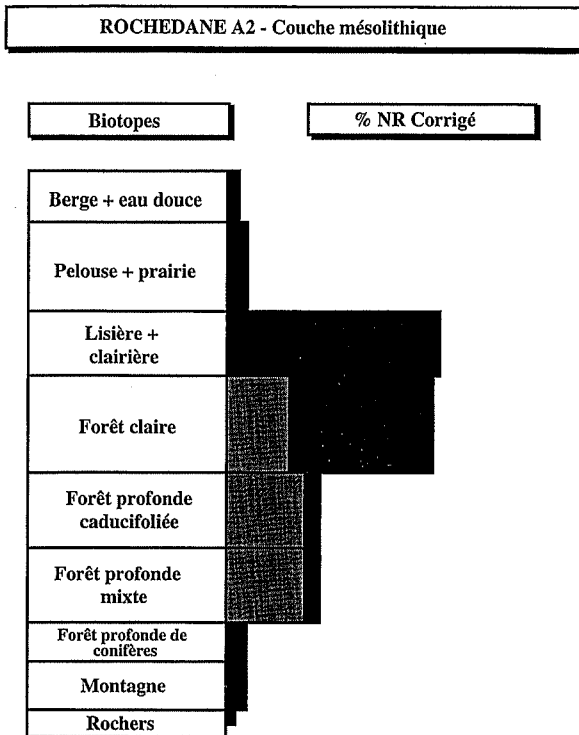 ROCHEDANE A2 - Couche mésolithique
Biotopes
% NR Corrigé
Berge + eau douce
Pelouse + prairie
Lisière +
clairière
Forêt claire
Forêt profonde
caducifoliée
Forêt profonde
mixte
Forêt profonde de
conifères
Montagne
Rochers